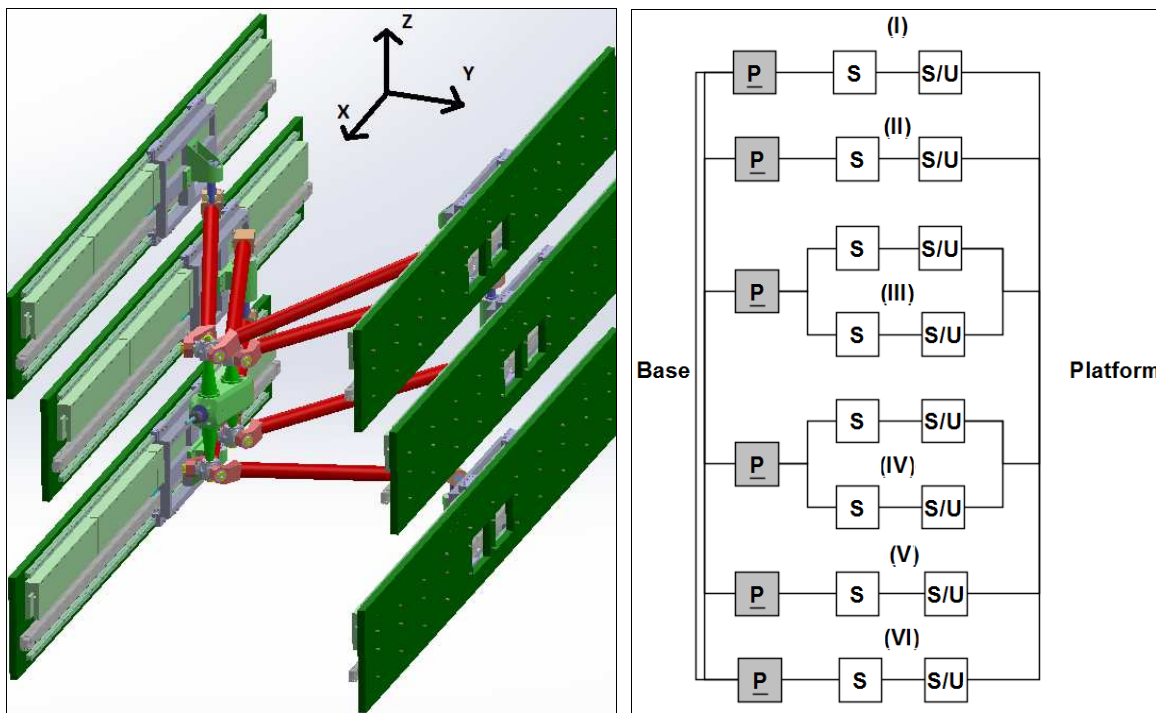 Z
Y
X
(I)
P S S/U
(II)
P S S/U
S S/U
P (III)
S S/U
Base Platform
S S/U
P (IV)
S S/U
(V)
P S S/U
(VI)
P S S/U